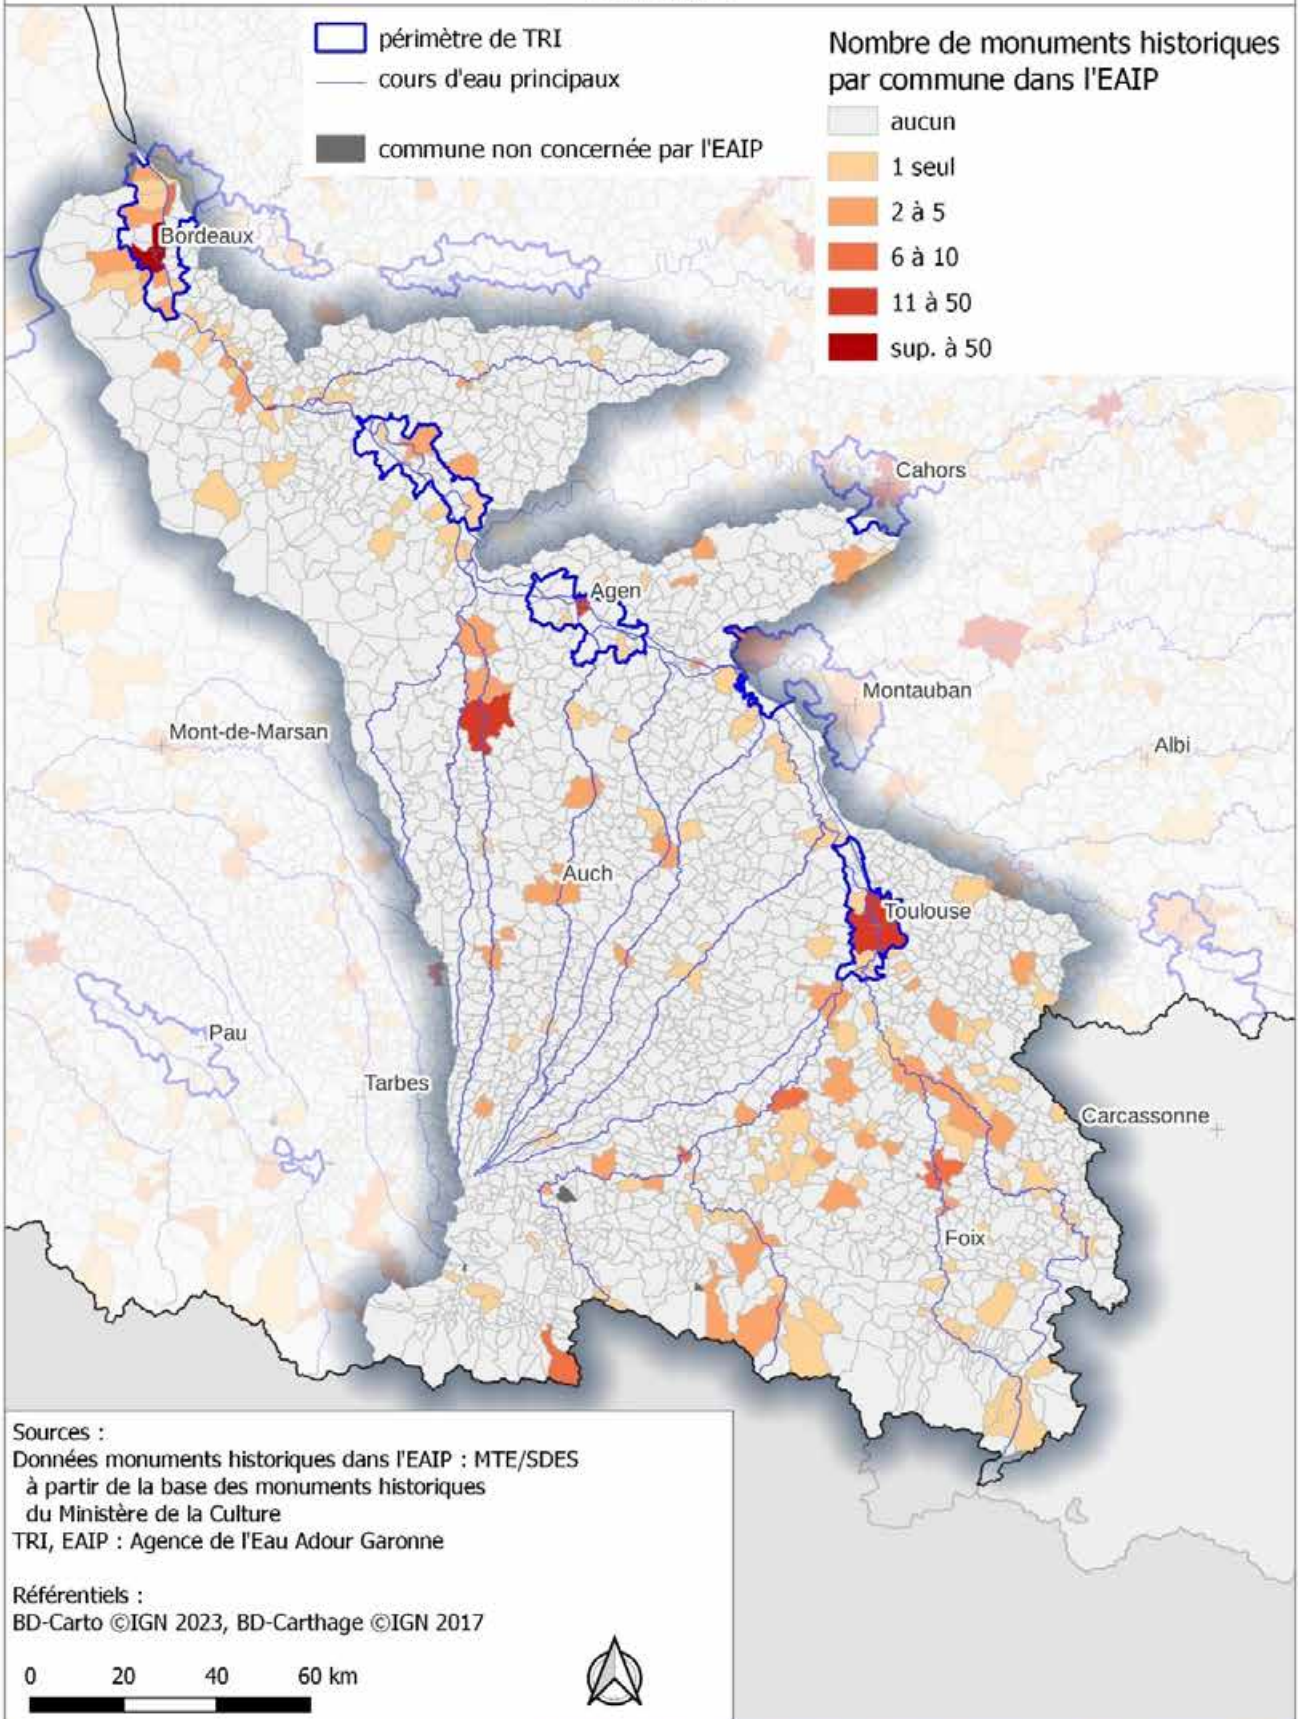 périmètre de TRI
cours d'eau principaux
commune non concernée par l'EAIP
Nombre de monuments historiques
par commune dans l'EAIP
aucun
1 seul
2 à 5
6 à 10
11 à 50
sup. à 50
Bordeaux
Cahors
Agen
Montauban
Mont-de-Marsan
Albi
Auch
Toulouse
Pau
Tarbes
Carcassonne
Foix
Sources :
Données monuments historiques dans l'EAIP : MTE/SDES
à partir de la base des monuments historiques
du Ministère de la Culture
TRI, EAIP : Agence de l'Eau Adour Garonne
Référentiels :
BD-Carto ©IGN 2023, BD-Carthage ©IGN 2017
0 20 40 60 km